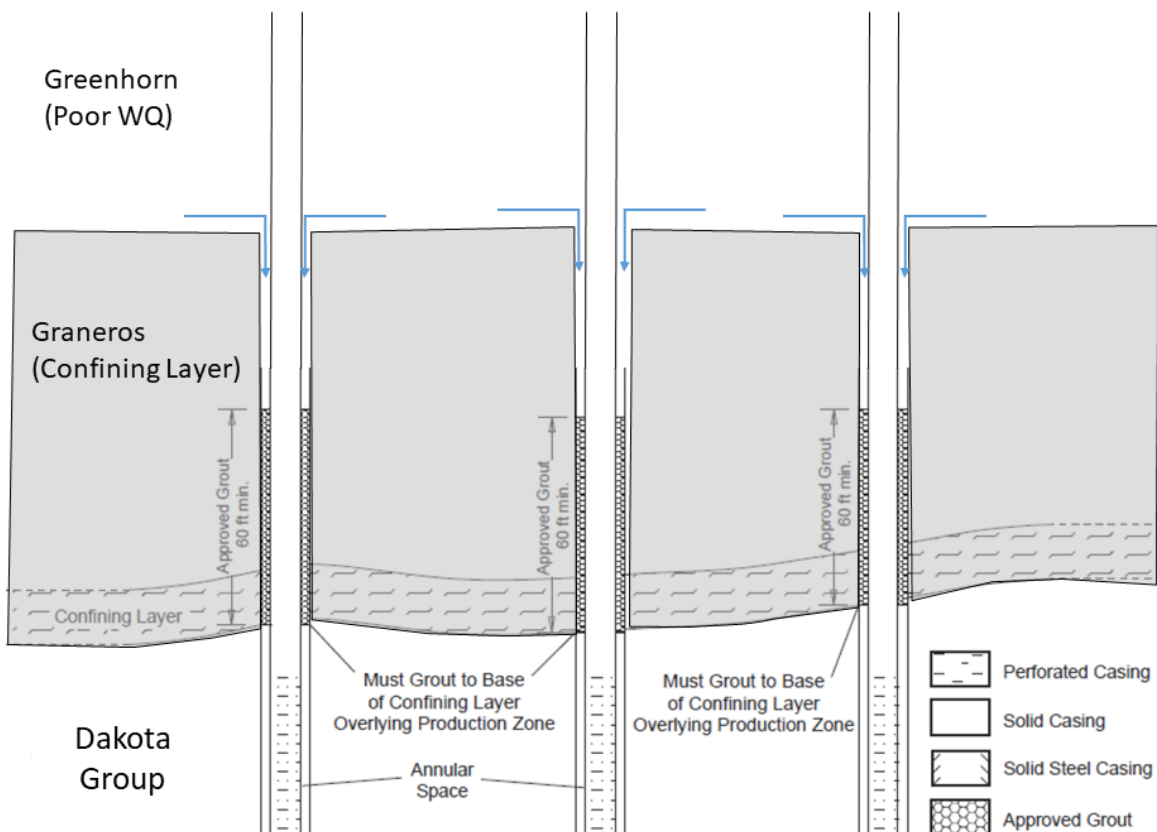 Greenhorn
(Poor WQ)
Graneros
(Confining Layer)
Approved Grout
60 ft min.
Approved Grout
60 ft min.
Approved Grout
60 ft min.
Confining Layer
Must Grout to Base
of Confining Layer
Overlying Production Zone
Must Grout to Base
of Confining Layer
Overlying Production Zone
Dakota
Group
Annular
Space
Perforated Casing
Solid Casing
Solid Steel Casing
Approved Grout